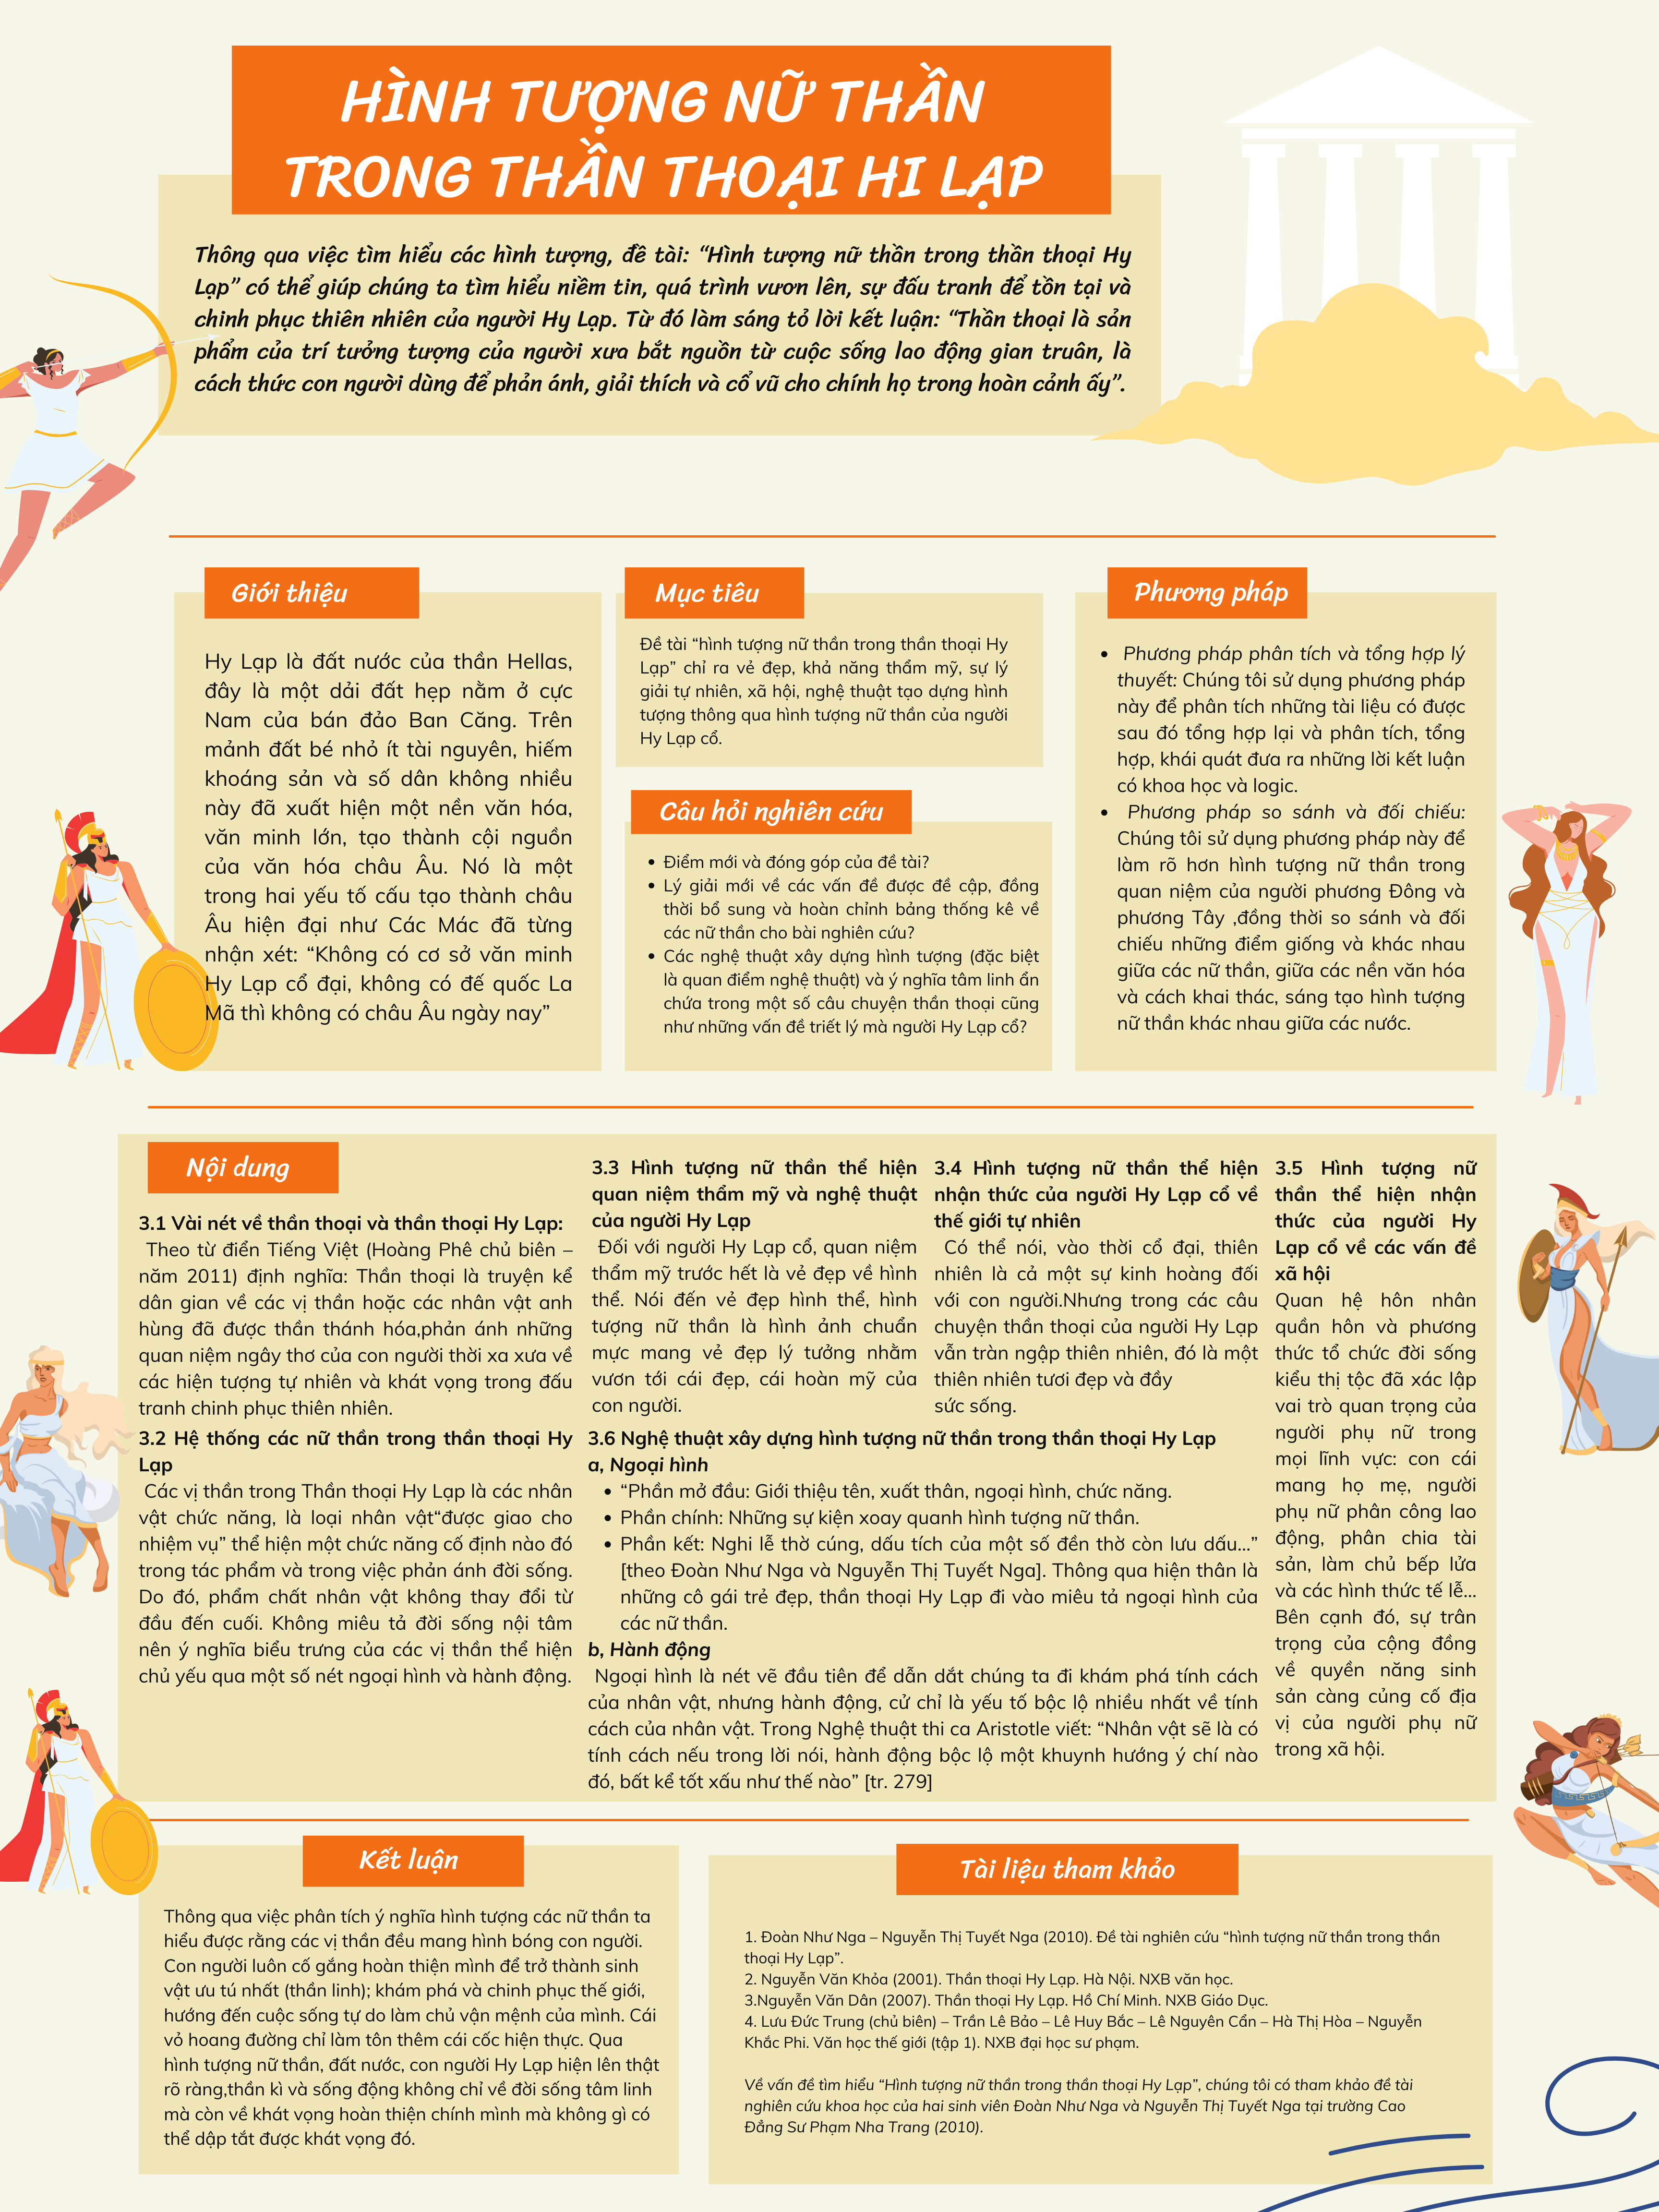 HÌNH TƯỢNG NỮ THẦN
TRONG THẦN THOẠI HI LẠP
Thông qua việc tìm hiểu các hình tượng, đề tài: “Hình tượng nữ thần trong thần thoại Hy
Lạp” có thể giúp chúng ta tìm hiểu niềm tin, quá trình vươn lên, sự đấu tranh để tồn tại và
chinh phục thiên nhiên của người Hy Lạp. Từ đó làm sáng tỏ lời kết luận: “Thần thoại là sản
phẩm của trí tưởng tượng của người xưa bắt nguồn từ cuộc sống lao động gian truân, là
cách thức con người dùng để phản ánh, giải thích và cổ vũ cho chính họ trong hoàn cảnh ấy”.
Giới thiệu
Hy Lạp là đất nước của thần Hellas,
đây là một dải đất hẹp nằm ở cực
Nam của bán đảo Ban Căng. Trên
mảnh đất bé nhỏ ít tài nguyên, hiếm
khoáng sản và số dân không nhiều
này đã xuất hiện một nền văn hóa,
văn minh lớn, tạo thành cội nguồn
của văn hóa châu Âu. Nó là một
trong hai yếu tố cấu tạo thành châu
Âu hiện đại như Các Mác đã từng
nhận xét: “Không có cơ sở văn minh
Hy Lạp cổ đại, không có đế quốc La
Mã thì không có châu Âu ngày nay”
Mục tiêu
Đề tài “hình tượng nữ thần trong thần thoại Hy
Lạp” chỉ ra vẻ đẹp, khả năng thẩm mỹ, sự lý
giải tự nhiên, xã hội, nghệ thuật tạo dựng hình
tượng thông qua hình tượng nữ thần của người
Hy Lạp cổ.
Câu hỏi nghiên cứu
• Điểm mới và đóng góp của đề tài?
• Lý giải mới về các vấn đề được đề cập, đồng
thời bổ sung và hoàn chỉnh bảng thống kê về
các nữ thần cho bài nghiên cứu?
• Các nghệ thuật xây dựng hình tượng (đặc biệt
là quan điểm nghệ thuật) và ý nghĩa tâm linh ẩn
chứa trong một số câu chuyện thần thoại cũng
như những vấn đề triết lý mà người Hy Lạp cổ?
Phương pháp
• Phương pháp phân tích và tổng hợp lý
thuyết: Chúng tôi sử dụng phương pháp
này để phân tích những tài liệu có được
sau đó tổng hợp lại và phân tích, tổng
hợp, khái quát đưa ra những lời kết luận
có khoa học và logic.
• Phương pháp so sánh và đối chiếu:
Chúng tôi sử dụng phương pháp này để
làm rõ hơn hình tượng nữ thần trong
quan niệm của người phương Đông và
phương Tây ,đồng thời so sánh và đối
chiếu những điểm giống và khác nhau
giữa các nữ thần, giữa các nền văn hóa
và cách khai thác, sáng tạo hình tượng
nữ thần khác nhau giữa các nước.
Nội dung
3.1 Vài nét về thần thoại và thần thoại Hy Lạp:
Theo từ điển Tiếng Việt (Hoàng Phê chủ biên –
năm 2011) định nghĩa: Thần thoại là truyện kể
dân gian về các vị thần hoặc các nhân vật anh
hùng đã được thần thánh hóa,phản ánh những
quan niệm ngây thơ của con người thời xa xưa về
các hiện tượng tự nhiên và khát vọng trong đấu
tranh chinh phục thiên nhiên.
3.2 Hệ thống các nữ thần trong thần thoại Hy
Lạp
Các vị thần trong Thần thoại Hy Lạp là các nhân
vật chức năng, là loại nhân vật“được giao cho
nhiệm vụ” thể hiện một chức năng cố định nào đó
trong tác phẩm và trong việc phản ánh đời sống.
Do đó, phẩm chất nhân vật không thay đổi từ
đầu đến cuối. Không miêu tả đời sống nội tâm
nên ý nghĩa biểu trưng của các vị thần thể hiện
chủ yếu qua một số nét ngoại hình và hành động.
3.3 Hình tượng nữ thần thể hiện
quan niệm thẩm mỹ và nghệ thuật
của người Hy Lạp
Đối với người Hy Lạp cổ, quan niệm
thẩm mỹ trước hết là vẻ đẹp về hình
thể. Nói đến vẻ đẹp hình thể, hình
tượng nữ thần là hình ảnh chuẩn
mực mang vẻ đẹp lý tưởng nhằm
vươn tới cái đẹp, cái hoàn mỹ của
con người.
3.4 Hình tượng nữ thần thể hiện
nhận thức của người Hy Lạp cổ về
thế giới tự nhiên
Có thể nói, vào thời cổ đại, thiên
nhiên là cả một sự kinh hoàng đối
với con người.Nhưng trong các câu
chuyện thần thoại của người Hy Lạp
vẫn tràn ngập thiên nhiên, đó là một
thiên nhiên tươi đẹp và đầy
sức sống.
3.6 Nghệ thuật xây dựng hình tượng nữ thần trong thần thoại Hy Lạp
a, Ngoại hình
• “Phần mở đầu: Giới thiệu tên, xuất thân, ngoại hình, chức năng.
• Phần chính: Những sự kiện xoay quanh hình tượng nữ thần.
• Phần kết: Nghi lễ thờ cúng, dấu tích của một số đền thờ còn lưu dấu...”
[theo Đoàn Như Nga và Nguyễn Thị Tuyết Nga]. Thông qua hiện thân là
những cô gái trẻ đẹp, thần thoại Hy Lạp đi vào miêu tả ngoại hình của
các nữ thần.
b, Hành động
Ngoại hình là nét vẽ đầu tiên để dẫn dắt chúng ta đi khám phá tính cách
của nhân vật, nhưng hành động, cử chỉ là yếu tố bộc lộ nhiều nhất về tính
cách của nhân vật. Trong Nghệ thuật thi ca Aristotle viết: “Nhân vật sẽ là có
tính cách nếu trong lời nói, hành động bộc lộ một khuynh hướng ý chí nào
đó, bất kể tốt xấu như thế nào” [tr. 279]
3.5 Hình tượng nữ
thần thể hiện nhận
thức của người Hy
Lạp cổ về các vấn đề
xã hội
Quan hệ hôn nhân
quần hôn và phương
thức tổ chức đời sống
kiểu thị tộc đã xác lập
vai trò quan trọng của
người phụ nữ trong
mọi lĩnh vực: con cái
mang họ mẹ, người
phụ nữ phân công lao
động, phân chia tài
sản, làm chủ bếp lửa
và các hình thức tế lễ...
Bên cạnh đó, sự trân
trọng của cộng đồng
về quyền năng sinh
sản càng củng cố địa
vị của người phụ nữ
trong xã hội.
Kết luận
Thông qua việc phân tích ý nghĩa hình tượng các nữ thần ta
hiểu được rằng các vị thần đều mang hình bóng con người.
Con người luôn cố gắng hoàn thiện mình để trở thành sinh
vật ưu tú nhất (thần linh); khám phá và chinh phục thế giới,
hướng đến cuộc sống tự do làm chủ vận mệnh của mình. Cái
vỏ hoang đường chỉ làm tôn thêm cái cốc hiện thực. Qua
hình tượng nữ thần, đất nước, con người Hy Lạp hiện lên thật
rõ ràng,thần kì và sống động không chỉ về đời sống tâm linh
mà còn về khát vọng hoàn thiện chính mình mà không gì có
thể dập tắt được khát vọng đó.
Tài liệu tham khảo
1. Đoàn Như Nga – Nguyễn Thị Tuyết Nga (2010). Đề tài nghiên cứu “hình tượng nữ thần trong thần
thoại Hy Lạp”.
2. Nguyễn Văn Khỏa (2001). Thần thoại Hy Lạp. Hà Nội. NXB văn học.
3.Nguyễn Văn Dân (2007). Thần thoại Hy Lạp. Hồ Chí Minh. NXB Giáo Dục.
4. Lưu Đức Trung (chủ biên) – Trần Lê Bảo – Lê Huy Bắc – Lê Nguyên Cẩn – Hà Thị Hòa – Nguyễn
Khắc Phi. Văn học thế giới (tập 1). NXB đại học sư phạm.
Về vấn đề tìm hiểu “Hình tượng nữ thần trong thần thoại Hy Lạp”, chúng tôi có tham khảo đề tài
nghiên cứu khoa học của hai sinh viên Đoàn Như Nga và Nguyễn Thị Tuyết Nga tại trường Cao
Đẳng Sư Phạm Nha Trang (2010).